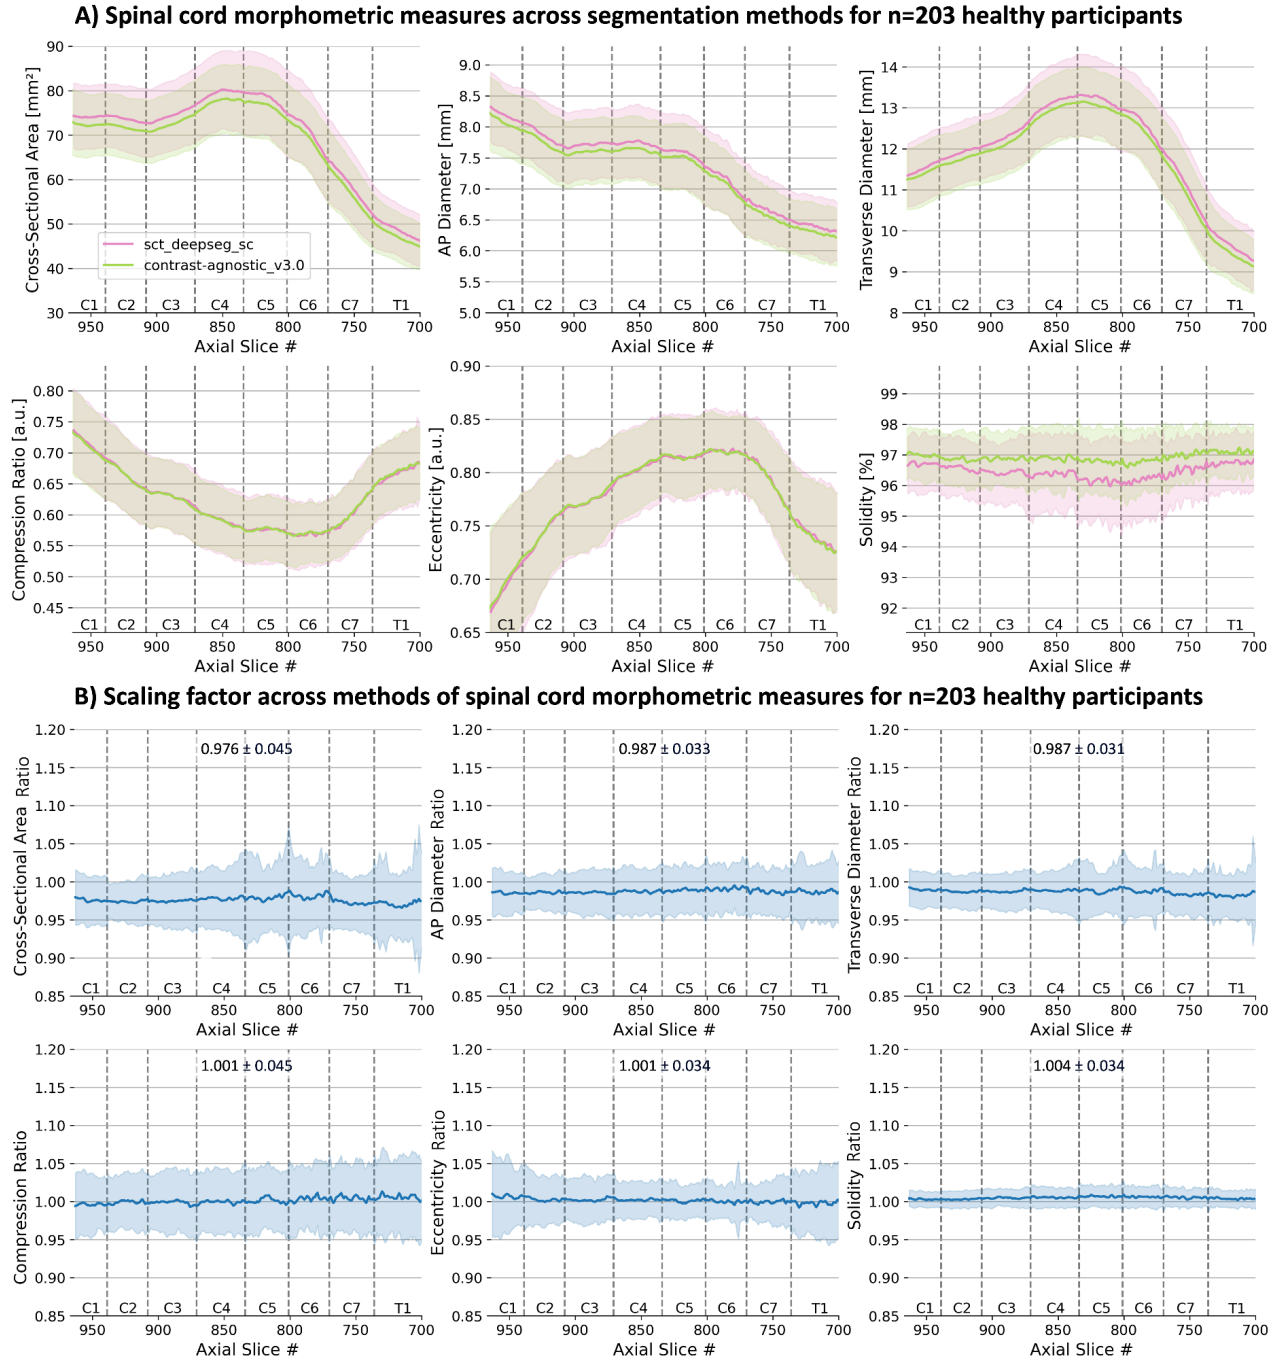 A) Spinal cord morphometric measures across segmentation methods for n=203 healthy participants
Cross-Sectional Area [mm²]
90
80
70
60
50
40
30
sct_deepseg_sc
contrast-agnostic_v3.0
C1 C2 C3 C4 C5 C6 C7 T1
950 900 850 800 750 700
Axial Slice #
AP Diameter [mm]
9.0
8.5
8.0
7.5
7.0
6.5
6.0
5.5
5.0
C1 C2 C3 C4 C5 C6 C7 T1
950 900 850 800 750 700
Axial Slice #
Transverse Diameter [mm]
14
13
12
11
10
9
8
C1 C2 C3 C4 C5 C6 C7 T1
950 900 850 800 750 700
Axial Slice #
Compression Ratio [a.u.]
0.80
0.75
0.70
0.65
0.60
0.55
0.50
0.45
C1 C2 C3 C4 C5 C6 C7 T1
950 900 850 800 750 700
Axial Slice #
Eccentricity [a.u.]
0.90
0.85
0.80
0.75
0.70
0.65
C1 C2 C3 C4 C5 C6 C7 T1
950 900 850 800 750 700
Axial Slice #
Solidity [%]
99
98
97
96
95
94
93
92
C1 C2 C3 C4 C5 C6 C7 T1
950 900 850 800 750 700
Axial Slice #
B) Scaling factor across methods of spinal cord morphometric measures for n=203 healthy participants
Cross-Sectional Area Ratio
1.20
1.15
1.10
1.05
1.00
0.95
0.90
0.85
0.976 ± 0.045
C1 C2 C3 C4 C5 C6 C7 T1
950 900 850 800 750 700
Axial Slice #
AP Diameter Ratio
1.20
1.15
1.10
1.05
1.00
0.95
0.90
0.85
0.987 ± 0.033
C1 C2 C3 C4 C5 C6 C7 T1
950 900 850 800 750 700
Axial Slice #
Transverse Diameter Ratio
1.20
1.15
1.10
1.05
1.00
0.95
0.90
0.85
0.987 ± 0.031
C1 C2 C3 C4 C5 C6 C7 T1
950 900 850 800 750 700
Axial Slice #
Compression Ratio
1.20
1.15
1.10
1.05
1.00
0.95
0.90
0.85
1.001 ± 0.045
C1 C2 C3 C4 C5 C6 C7 T1
950 900 850 800 750 700
Axial Slice #
Eccentricity Ratio
1.20
1.15
1.10
1.05
1.00
0.95
0.90
0.85
1.001 ± 0.034
C1 C2 C3 C4 C5 C6 C7 T1
950 900 850 800 750 700
Axial Slice #
Solidity Ratio
1.20
1.15
1.10
1.05
1.00
0.95
0.90
0.85
1.004 ± 0.034
C1 C2 C3 C4 C5 C6 C7 T1
950 900 850 800 750 700
Axial Slice #